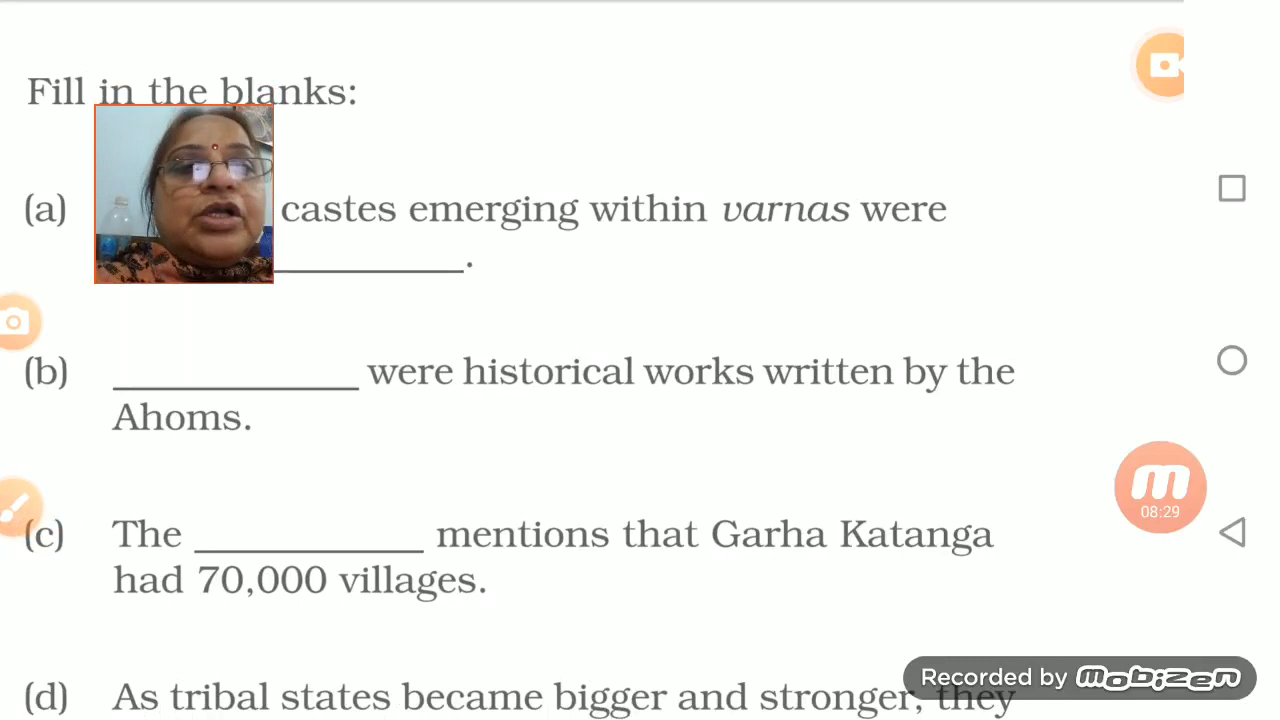 Fill in the blanks:
(a) castes emerging within varnas were
____________.
(b) ____________ were historical works written by the
Ahoms.
(c) The ____________ mentions that Garha Katanga
had 70,000 villages.
(d) As tribal states became bigger and stronger, they
08:29
Recorded by mobizen